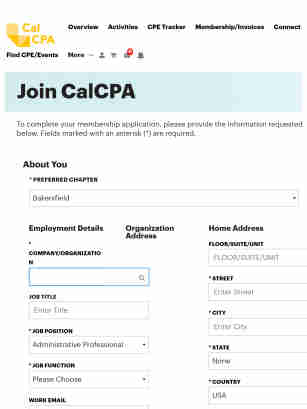 Cal
CPA
Overview Activities CPE Tracker Membership/Invoices Connect
Find CPE/Events More
Join CalCPA
To complete your membership application, please provide the information requested
below. Fields marked with an asterisk (*) are required.
About You
* PREFERRED CHAPTER
Bakersfield
Employment Details
*
COMPANY/ORGANIZATIO
N
JOB TITLE
Enter Title
* JOB POSITION
Administrative Professional
* JOB FUNCTION
Please Choose
WORK EMAIL
Organization
Address
Home Address
FLOOR/SUITE/UNIT
FLOOR/SUITE/UNIT
* STREET
Enter Street
* CITY
Enter City
* STATE
None
* COUNTRY
USA